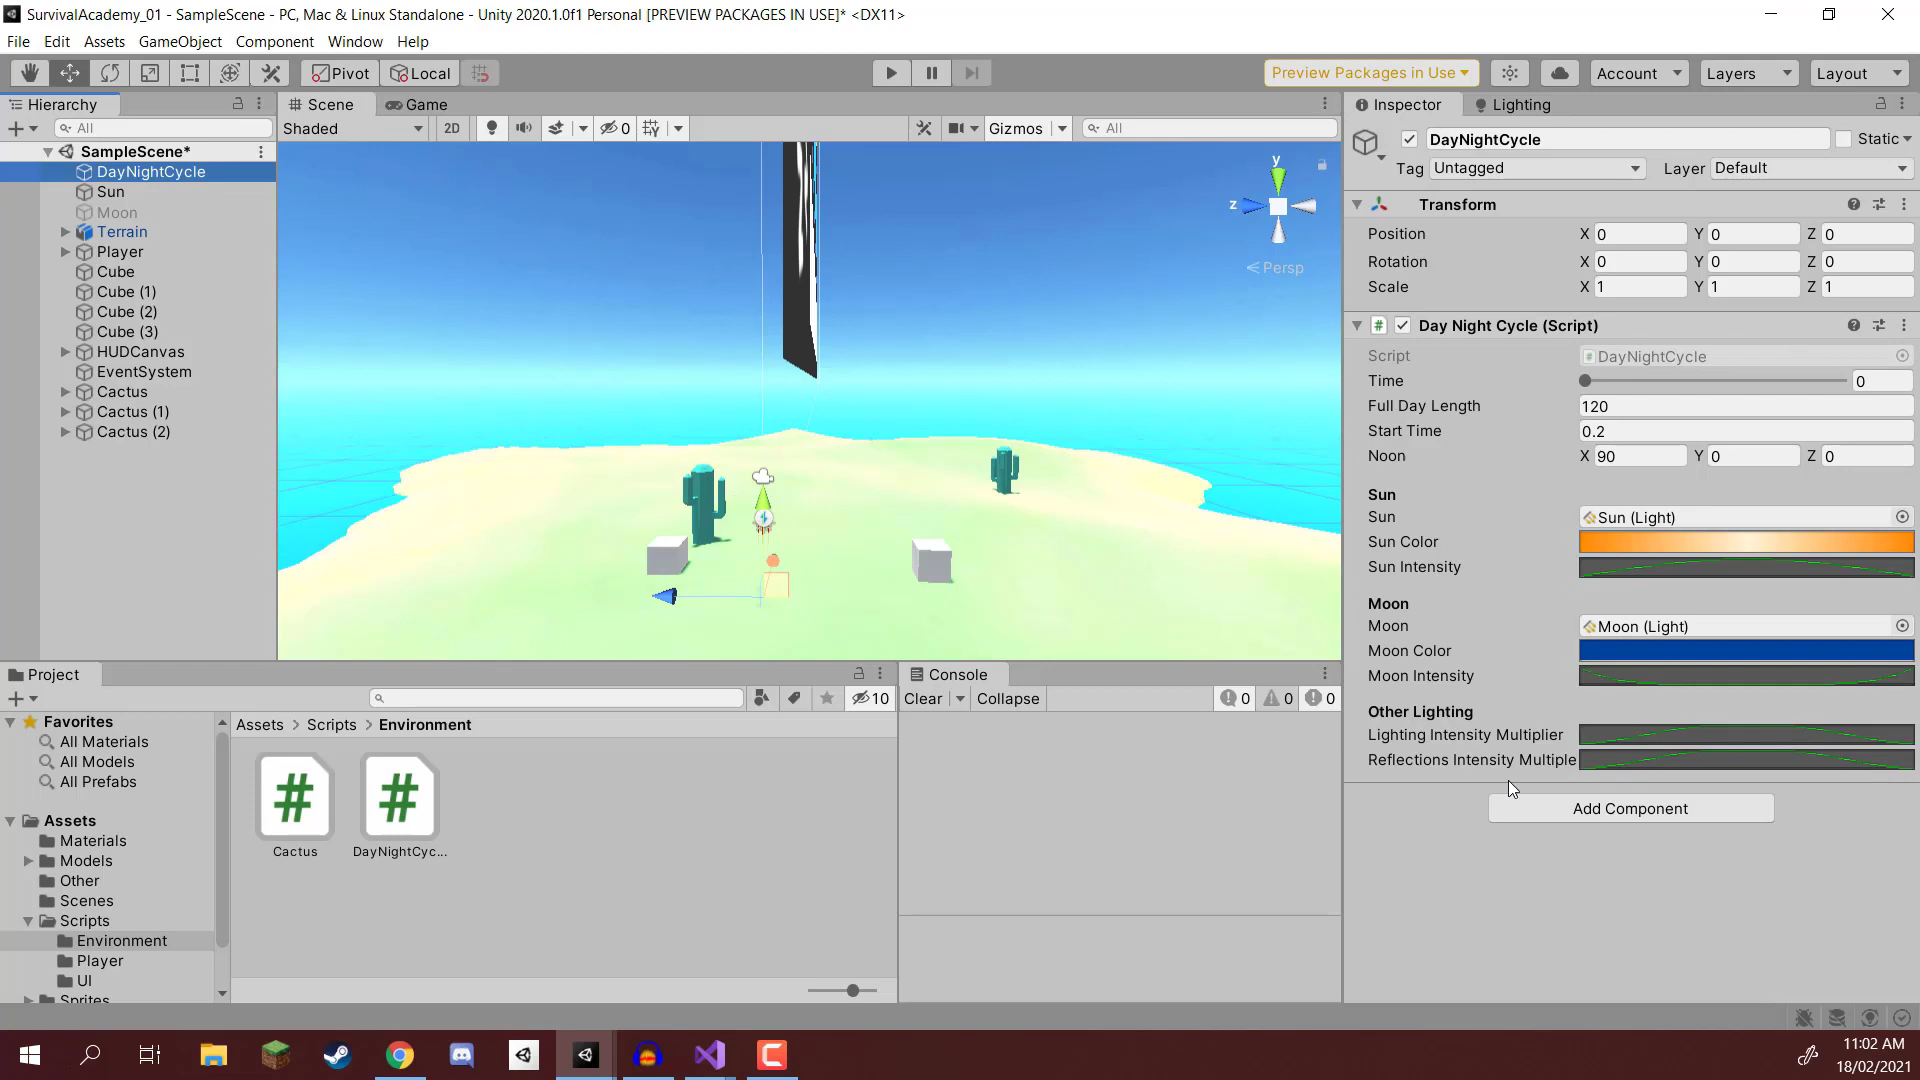 SurvivalAcademy_01 - SampleScene - PC, Mac & Linux Standalone - Unity 2020.1.0f1 Personal [PREVIEW PACKAGES IN USE]* <DX11>
File Edit Assets GameObject Component Window Help
Pivot Local Preview Packages in Use Account Layers Layout
Hierarchy
All
SampleScene*
DayNightCycle
Sun
Moon
Terrain
Player
Cube
Cube (1)
Cube (2)
Cube (3)
HUDCanvas
EventSystem
Cactus
Cactus (1)
Cactus (2)
Scene Game
Shaded 2D 0 Gizmos All
y
z
Persp
Inspector Lighting
DayNightCycle Static
Tag Untagged Layer Default
Transform
Position X 0 Y 0 Z 0
Rotation X 0 Y 0 Z 0
Scale X 1 Y 1 Z 1
# Day Night Cycle (Script)
Script # DayNightCycle
Time 0
Full Day Length 120
Start Time 0.2
Noon X 90 Y 0 Z 0
Sun
Sun Sun (Light)
Sun Color
Sun Intensity
Moon
Moon Moon (Light)
Moon Color
Moon Intensity
Other Lighting
Lighting Intensity Multiplier
Reflections Intensity Multiple
Add Component
Project
10
Favorites
All Materials
All Models
All Prefabs
Assets
Materials
Models
Other
Scenes
Scripts
Environment
Player
UI
Sprites
Assets > Scripts > Environment
# #
Cactus DayNightCyc...
Console
Clear Collapse 0 0 0
11:02 AM
18/02/2021